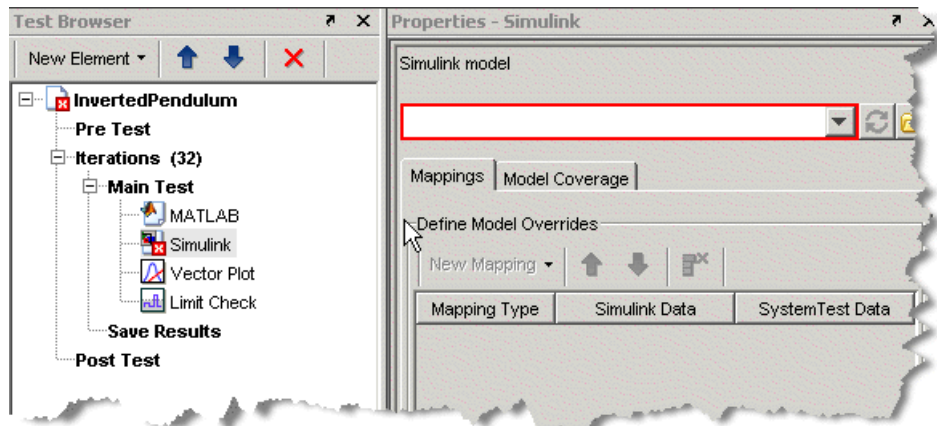 Test Browser
New Element
InvertedPendulum
Pre Test
Iterations (32)
Main Test
MATLAB
Simulink
Vector Plot
Limit Check
Save Results
Post Test
Properties - Simulink
Simulink model
Mappings
Model Coverage
Define Model Overrides
New Mapping
Mapping Type
Simulink Data
SystemTest Data